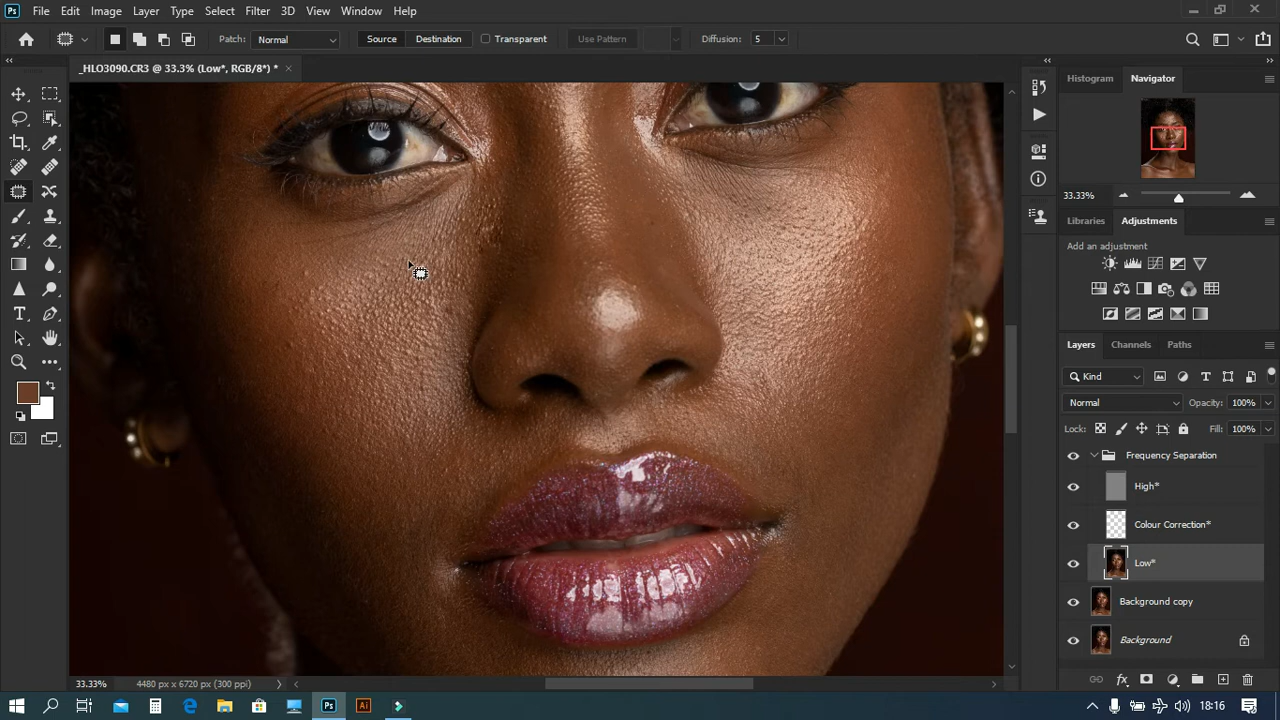 Ps File Edit Image Layer Type Select Filter 3D View Window Help
Patch: Normal Source Destination Transparent Use Pattern Diffusion: 5
_HLO3090.CR3 @ 33.3% (Low*, RGB/8*) *
Histogram Navigator
33.33%
Libraries Adjustments
Add an adjustment
Layers Channels Paths
Kind
Normal Opacity: 100%
Lock: Fill: 100%
Frequency Separation
High*
Colour Correction*
Low*
Background copy
Background
33.33% 4480 px x 6720 px (300 ppi)
Ps Ai 18:16